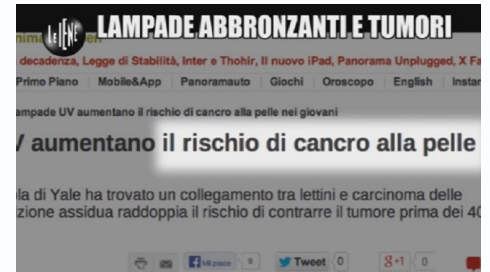 LE IENE LAMPADE ABBRONZANTI E TUMORI
decadenza, Legge di Stabilità, Inter e Thohir, Il nuovo iPad, Panorama Unplugged, X Fa
Primo Piano Mobile&App Panoramauto Giochi Oroscopo English Instan
ampade UV aumentano il rischio di cancro alla pelle nei giovani
V aumentano il rischio di cancro alla pelle
la di Yale ha trovato un collegamento tra lettini e carcinoma delle
zione assidua raddoppia il rischio di contrarre il tumore prima dei 40
Mi piace 5 Tweet 0 8+1 0